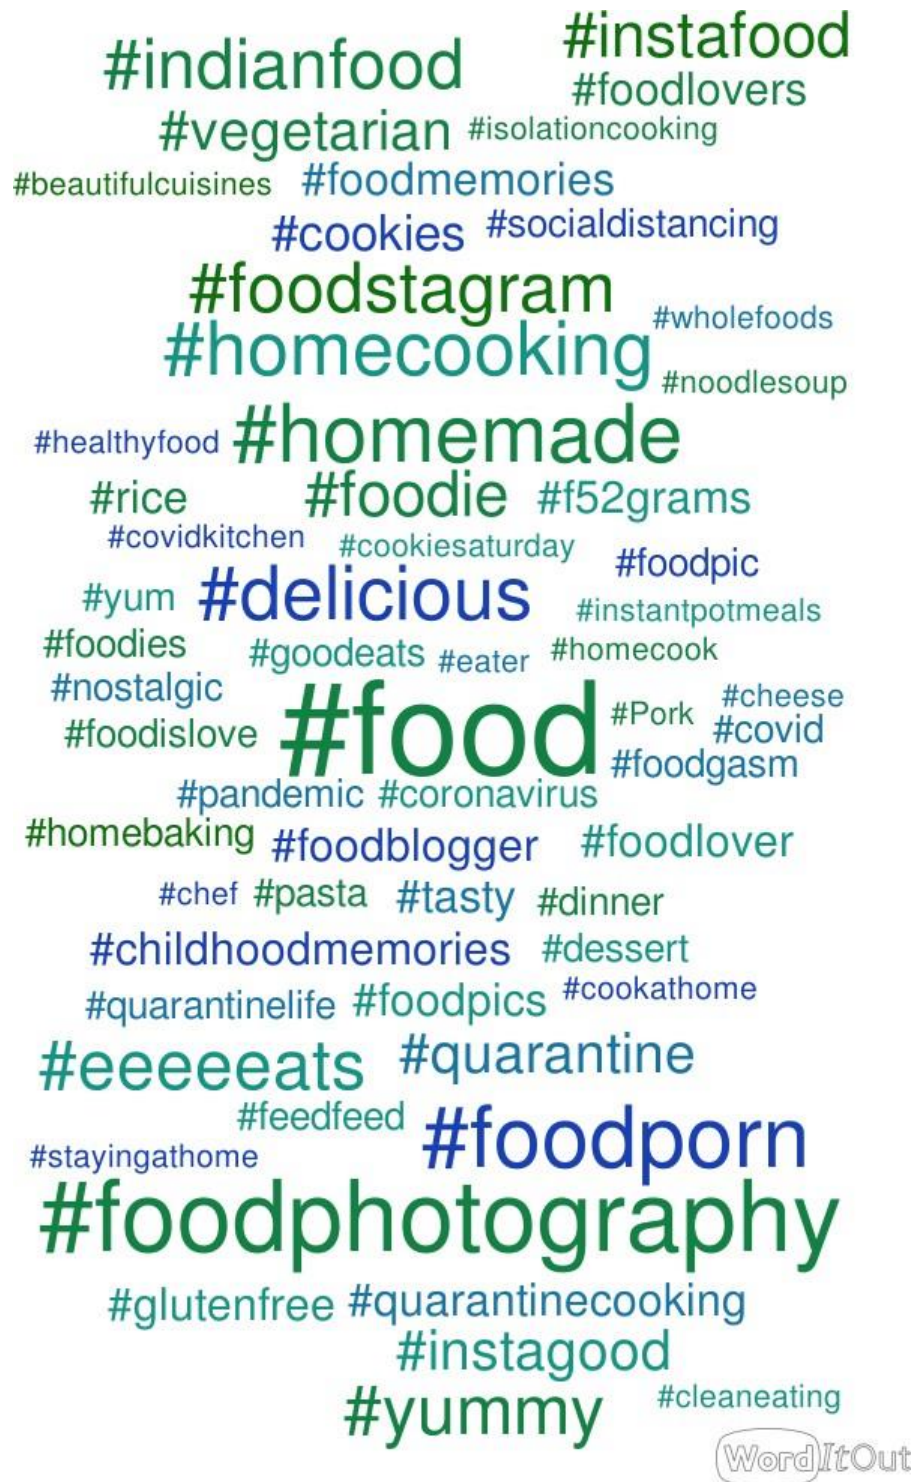 #indianfood #instafood
#foodlovers
#vegetarian #isolationcooking
#beautifulcuisines #foodmemories
#cookies #socialdistancing
#foodstagram
#wholefoods
#homecooking
#noodlesoup
#healthyfood #homemade
#rice #foodie #f52grams
#covidkitchen #cookiesaturday #foodpic
#yum #delicious #instantpotmeals
#foodies #goodeats #eater #homecook
#nostalgic #cheese
#foodislove #food #Pork #covid
#foodgasm
#pandemic #coronavirus
#homebaking #foodblogger #foodlover
#chef #pasta #tasty #dinner
#childhoodmemories #dessert
#quarantinelife #foodpics #cookathome
#eeeeeats #quarantine
#feedfeed #foodporn
#stayingathome
#foodphotography
#glutenfree #quarantinecooking
#instagood
#yummy #cleaneating
WordItOut